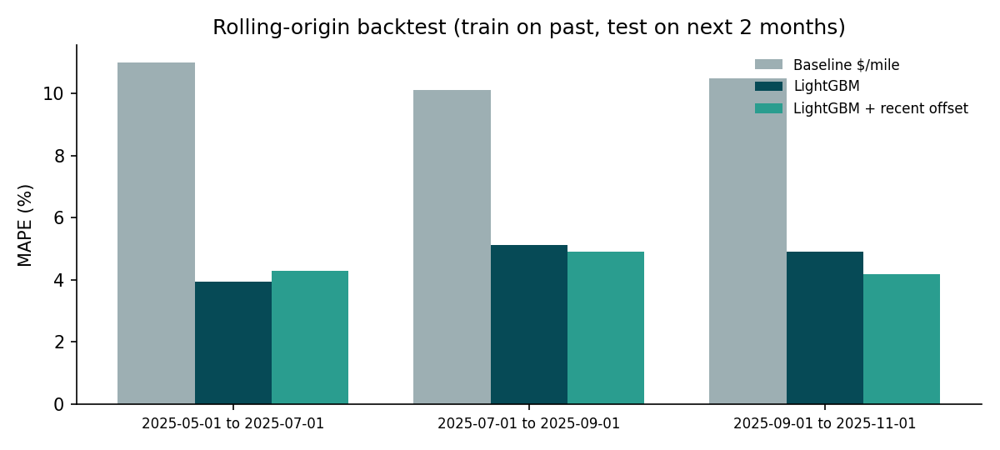 Rolling-origin backtest (train on past, test on next 2 months)
Baseline $/mile
LightGBM
LightGBM + recent offset
MAPE (%)
10
8
6
4
2
0
2025-05-01 to 2025-07-01
2025-07-01 to 2025-09-01
2025-09-01 to 2025-11-01